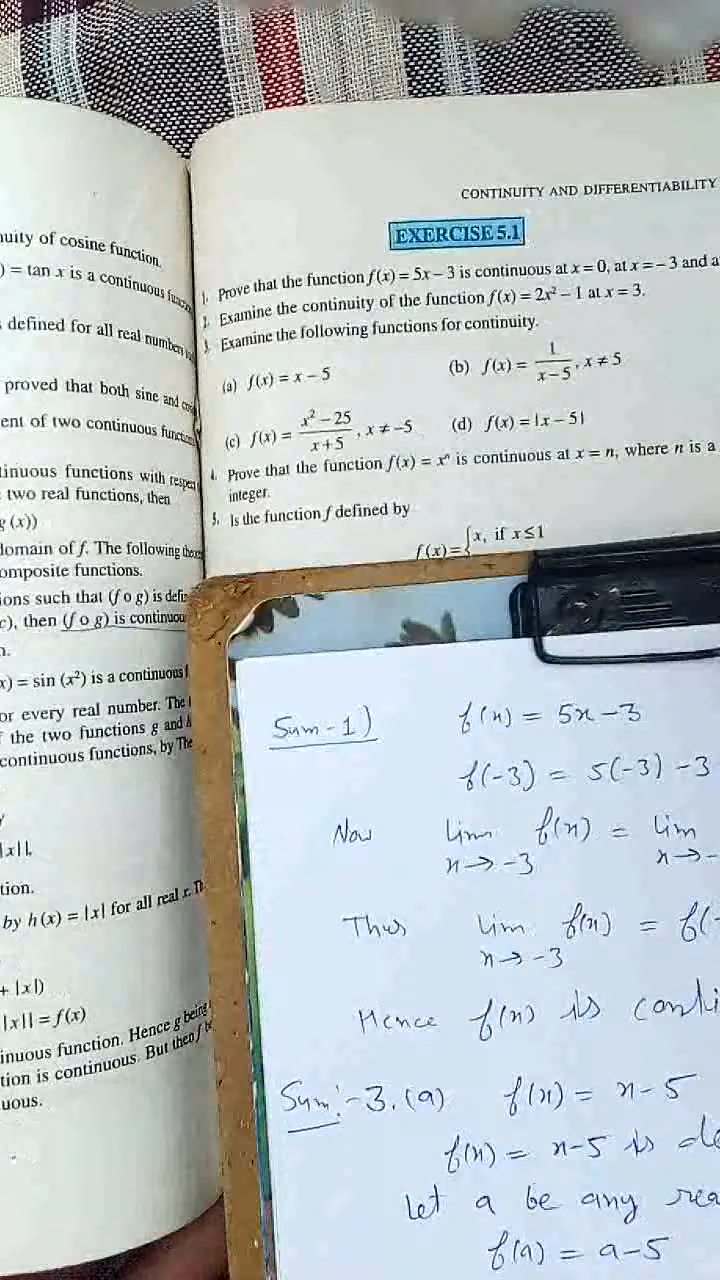 nuity of cosine function.
) = tan x is a continuous
defined for all real numbers
proved that both sine and
ent of two continuous
tinuous functions with respect
two real functions, then
g (x))
domain of f. The following
omposite functions.
ions such that (f o g) is
c), then (f o g) is
x) = sin (x²) is a continuous
or every real number. The
the two functions g and h
continuous functions, by The
|x||,
tion.
by h(x) = |x| for all real x.
+ |x|)
|x|| = f(x)
inuous function. Hence g being
tion is continuous. But then f
uous.
CONTINUITY AND DIFFERENTIABILITY
EXERCISE 5.1
1. Prove that the function f(x) = 5x – 3 is continuous at x = 0, at x = – 3 and a
2. Examine the continuity of the function f(x) = 2x² – 1 at x = 3.
3. Examine the following functions for continuity.
(a) f(x) = x – 5 (b) f(x) = 1/(x – 5), x ≠ 5
(c) f(x) = (x² – 25)/(x + 5), x ≠ –5 (d) f(x) = |x – 5|
4. Prove that the function f(x) = xⁿ is continuous at x = n, where n is a
integer.
5. Is the function f defined by
f(x) = { x, if x ≤ 1
Sum-1) f(x) = 5x - 3
f(-3) = 5(-3) - 3
Now lim f(x) = lim
x → -3 x → -
Thus lim f(x) = f(-
x → -3
Hence f(x) is
Sum:-3.(a) f(x) = x - 5
f(x) = x-5 is
Let a be any
f(a) = a-5